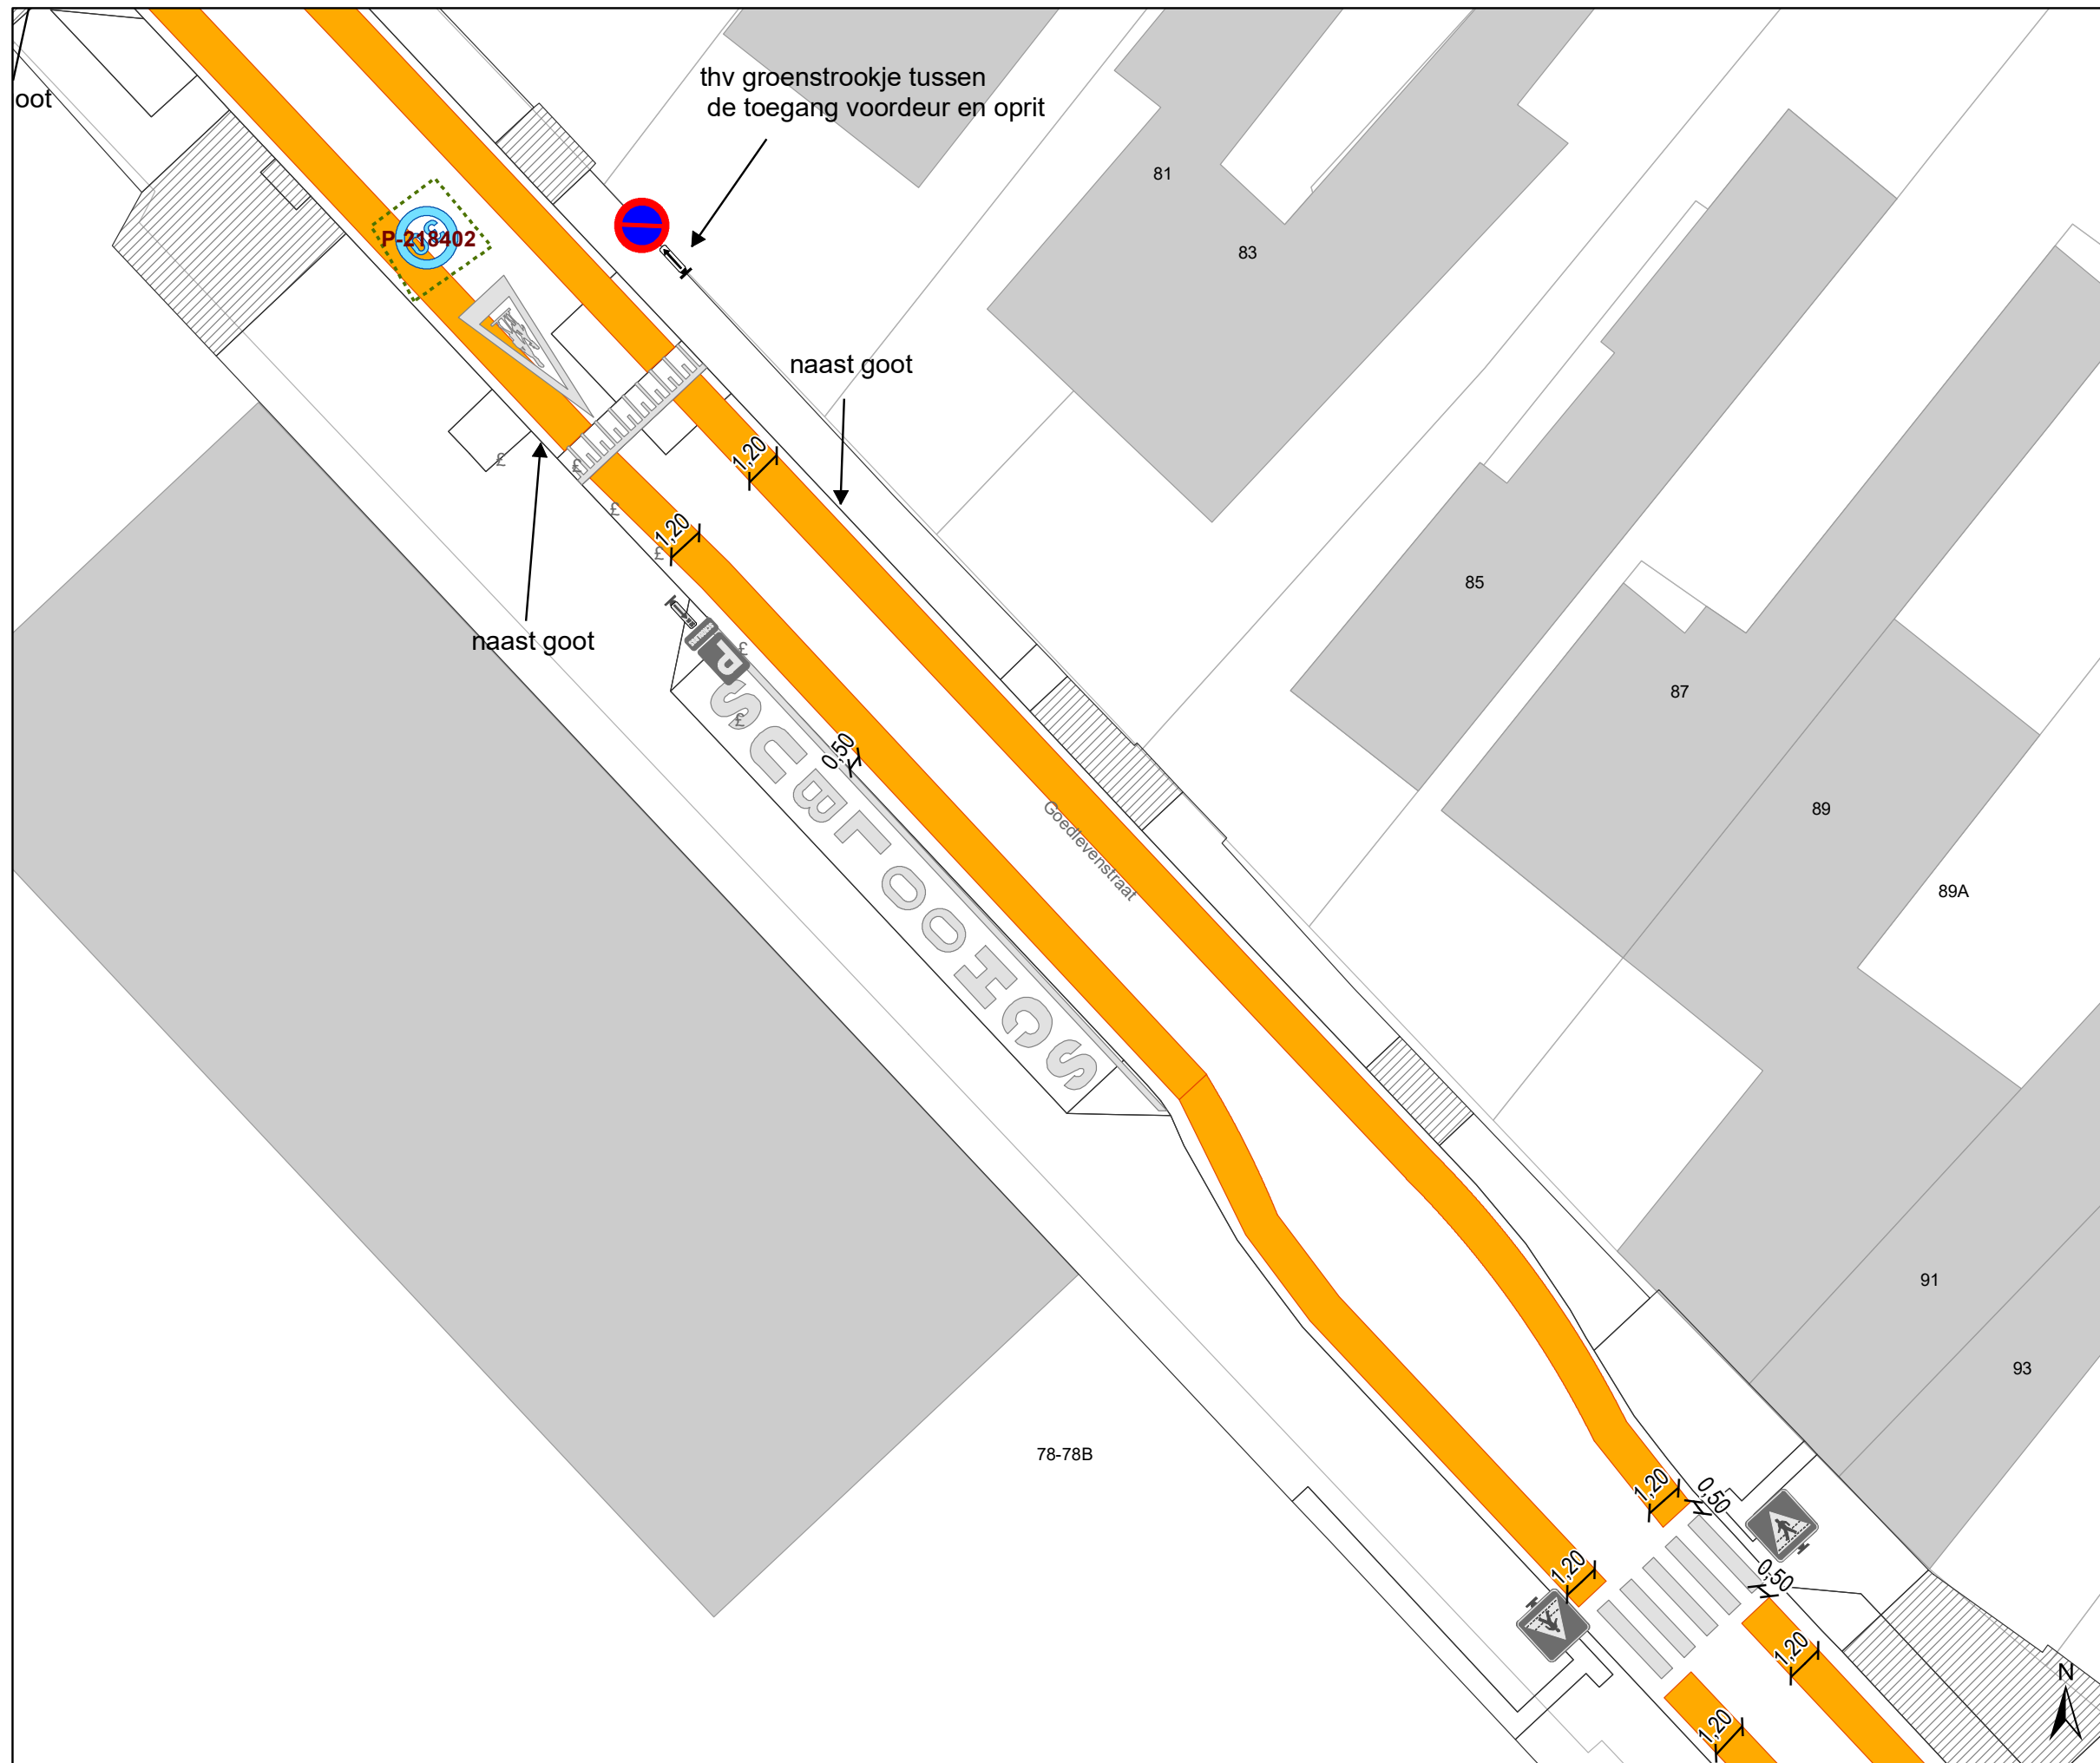 thv groenstrookje tussen
de toegang voordeur en oprit
oot
81
P-218402
83
naast goot
1,20
£
£
£
1,20
£
85
naast goot
£
P
87
£
0,50
SCHOOLBUS
Goedlevenstraat
89
89A
91
93
78-78B
1,20
0,50
1,20
0,50
1,20
1,20
N